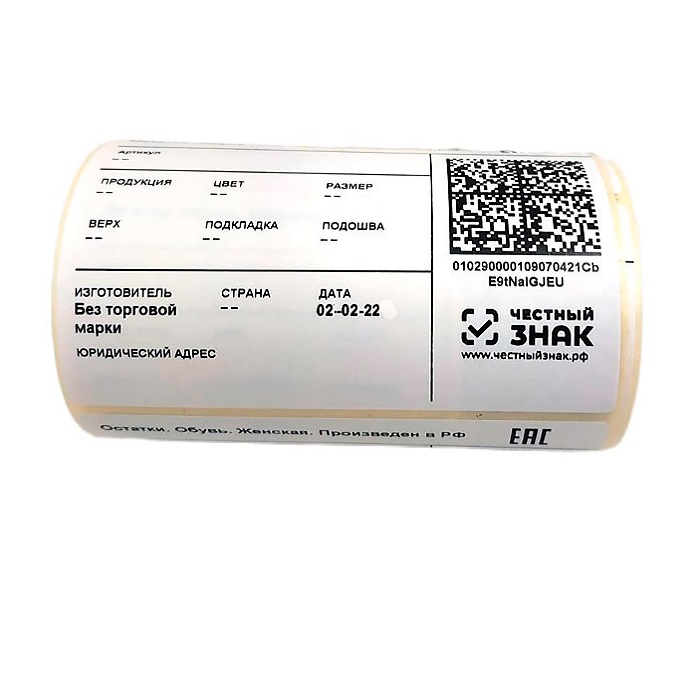 Артикул
--
ПРОДУКЦИЯ ЦВЕТ РАЗМЕР
-- -- --
ВЕРХ ПОДКЛАДКА ПОДОШВА
-- -- --
ИЗГОТОВИТЕЛЬ СТРАНА ДАТА
Без торговой -- 02-02-22
марки
ЮРИДИЧЕСКИЙ АДРЕС
010290000109070421Cb
E9tNaIGJEU
ЧЕСТНЫЙ
ЗНАК
www.честныйзнак.рф
Остатки. Обувь. Женская. Произведен в РФ
EAC